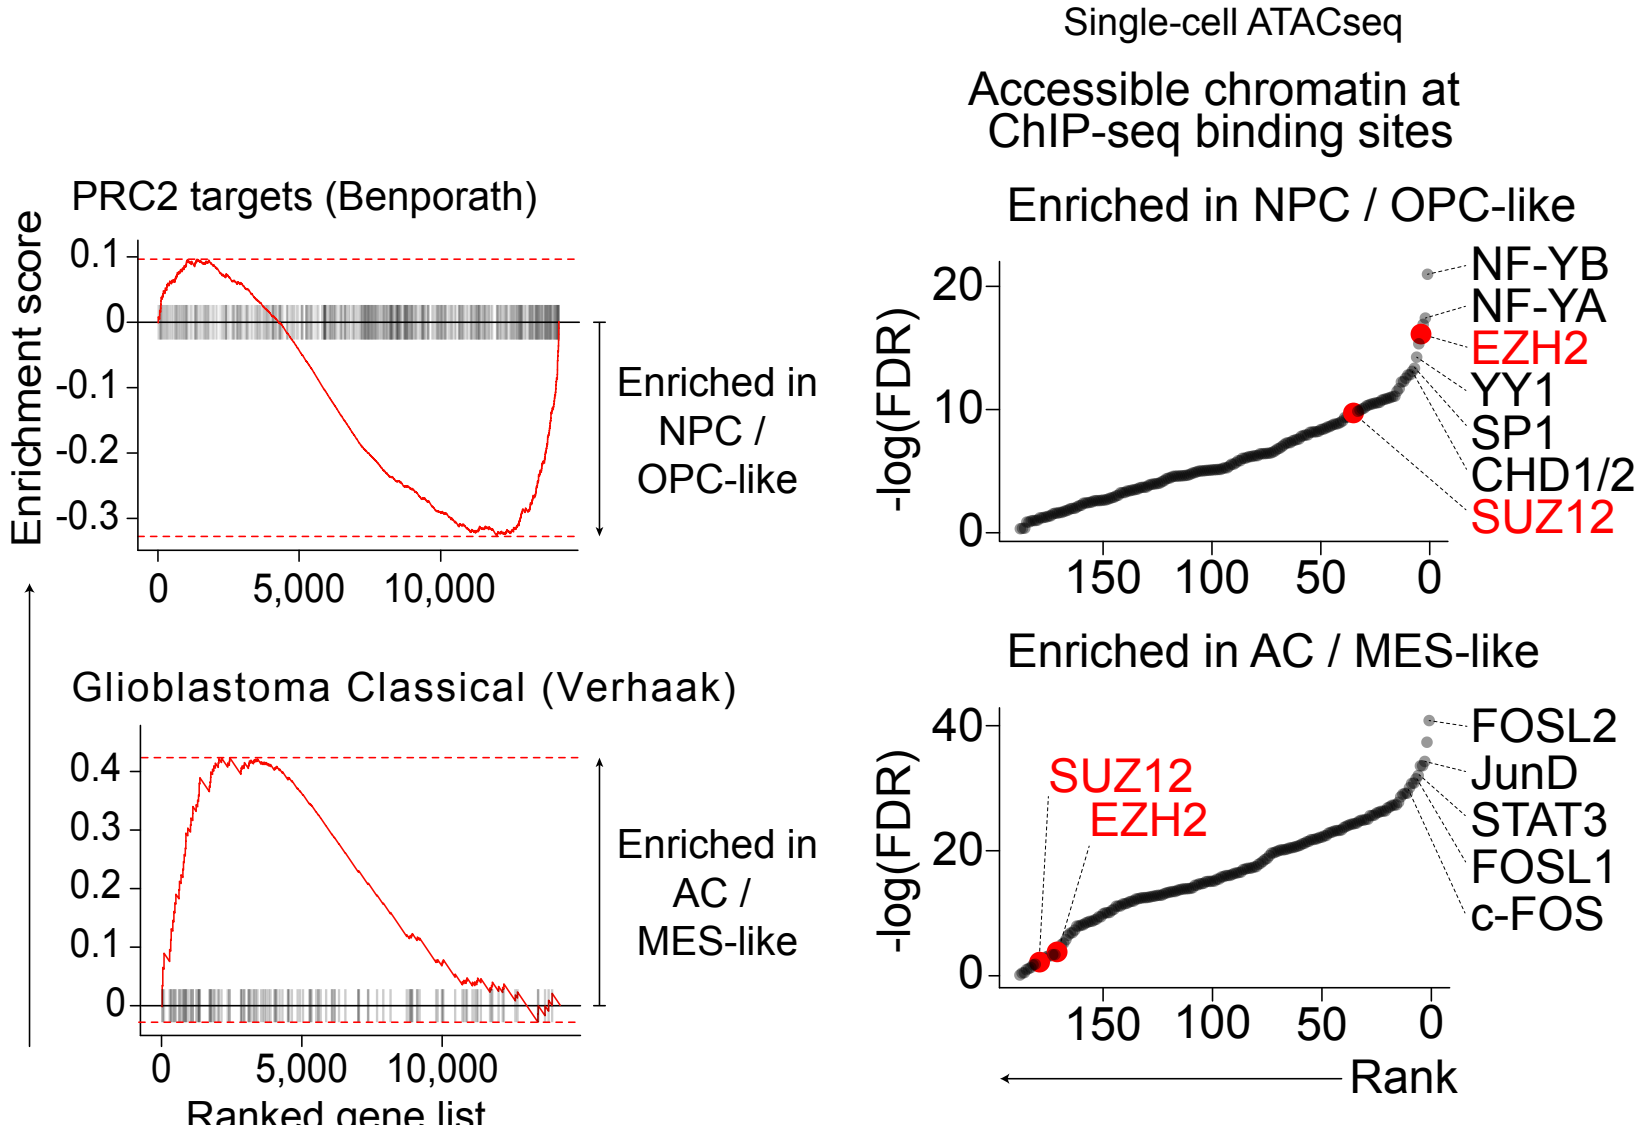 Single-cell ATACseq
Accessible chromatin at
ChIP-seq binding sites
PRC2 targets (Benporath)
Enrichment score
0.1
0
-0.1
-0.2
-0.3
0
5,000
10,000
Enriched in
NPC /
OPC-like
Glioblastoma Classical (Verhaak)
0.4
0.3
0.2
0.1
0
0
5,000
10,000
Ranked gene list
Enriched in
AC /
MES-like
Enriched in NPC / OPC-like
-log(FDR)
20
10
0
150
100
50
0
NF-YB
NF-YA
EZH2
YY1
SP1
CHD1/2
SUZ12
Enriched in AC / MES-like
-log(FDR)
40
20
0
150
100
50
0
SUZ12
EZH2
FOSL2
JunD
STAT3
FOSL1
c-FOS
Rank